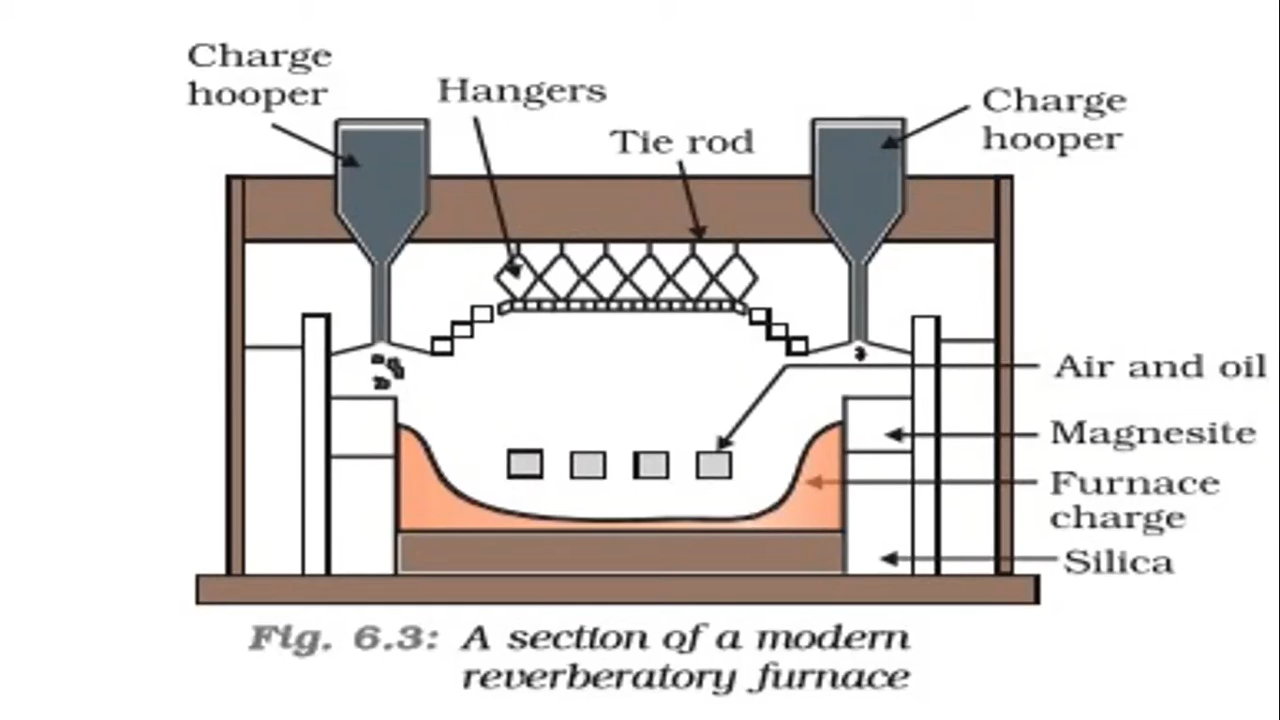 Charge
hooper
Hangers
Tie rod
Charge
hooper
Air and oil
Magnesite
Furnace
charge
Silica
Fig. 6.3: A section of a modern
reverberatory furnace